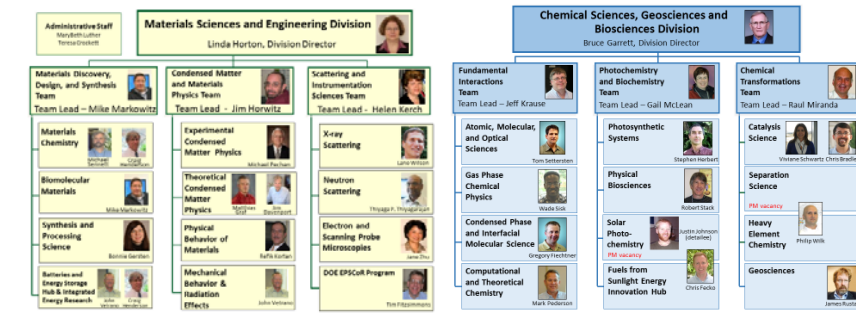 Administrative Staff
MaryBeth Luther
Teresa Crockett
Materials Sciences and Engineering Division
Linda Horton, Division Director
Materials Discovery,
Design, and Synthesis
Team
Team Lead – Mike Markowitz
Condensed Matter
and Materials
Physics Team
Team Lead - Jim Horwitz
Scattering and
Instrumentation
Sciences Team
Team Lead - Helen Kerch
Materials
Chemistry
Michael
Sennett
Craig
Henderson
Biomolecular
Materials
Mike Markowitz
Synthesis and
Processing
Science
Bonnie Gersten
Batteries and
Energy Storage
Hub & Integrated
Energy Research
John
Vetrano
Craig
Henderson
Experimental
Condensed
Matter Physics
Michael Pechan
Theoretical
Condensed
Matter
Physics
Matthias
Graf
Jim
Davenport
Physical
Behavior of
Materials
Refik Kortan
Mechanical
Behavior &
Radiation
Effects
John Vetrano
X-ray
Scattering
Lane Wilson
Neutron
Scattering
Thiyaga P. Thiyagarajan
Electron and
Scanning Probe
Microscopies
Jane Zhu
DOE EPSCoR Program
Tim Fitzsimmons
Chemical Sciences, Geosciences and
Biosciences Division
Bruce Garrett, Division Director
Fundamental
Interactions
Team
Team Lead – Jeff Krause
Photochemistry
and Biochemistry
Team
Team Lead – Gail McLean
Chemical
Transformations
Team
Team Lead – Raul Miranda
Atomic, Molecular,
and Optical
Sciences
Tom Settersten
Gas Phase
Chemical
Physics
Wade Sisk
Condensed Phase
and Interfacial
Molecular Science
Gregory Fiechtner
Computational
and Theoretical
Chemistry
Mark Pederson
Photosynthetic
Systems
Stephen Herbert
Physical
Biosciences
Robert Stack
Solar
Photo-
chemistry
PM vacancy
Justin Johnson
(detailee)
Fuels from
Sunlight Energy
Innovation Hub
Chris Fecko
Catalysis
Science
Viviane Schwartz Chris Bradle
Separation
Science
PM vacancy
Heavy
Element
Chemistry
Philip Wilk
Geosciences
James Rusta